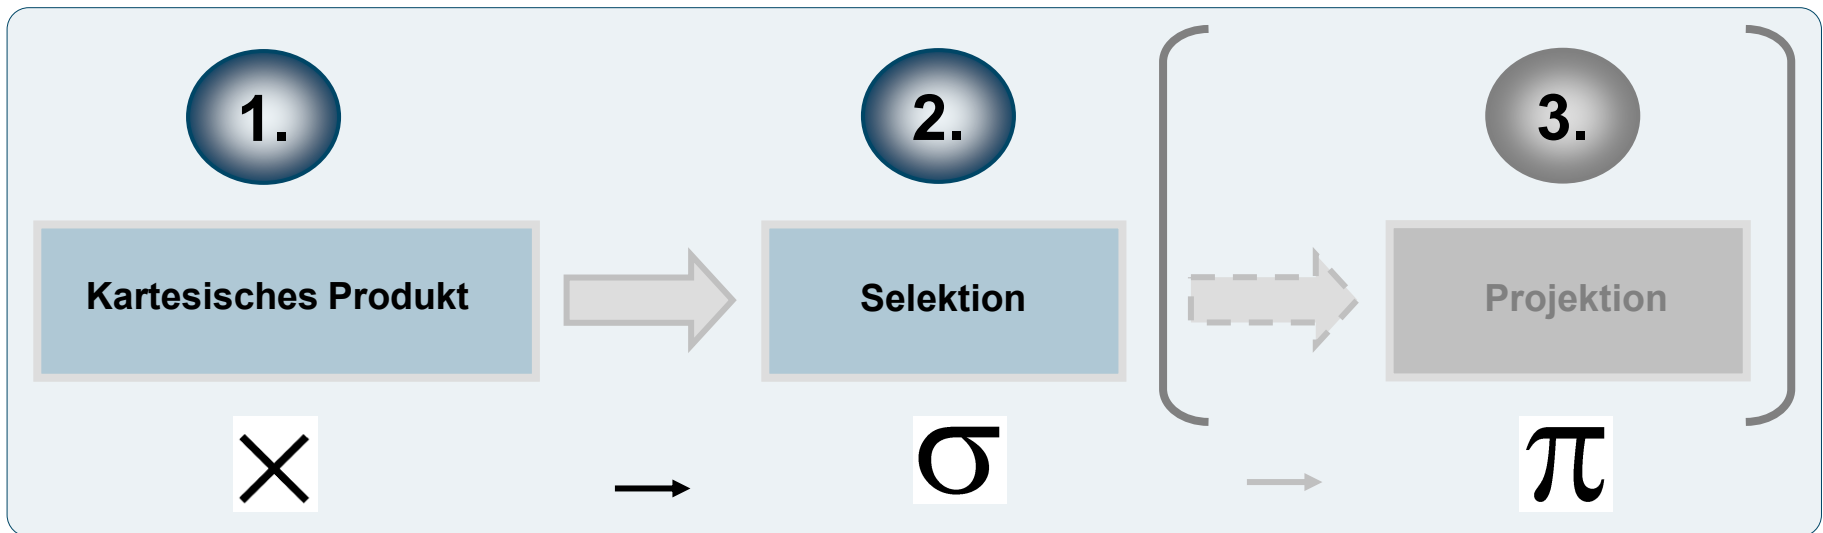 1.
2.
3.
Kartesisches Produkt
Selektion
Projektion
×
σ
π